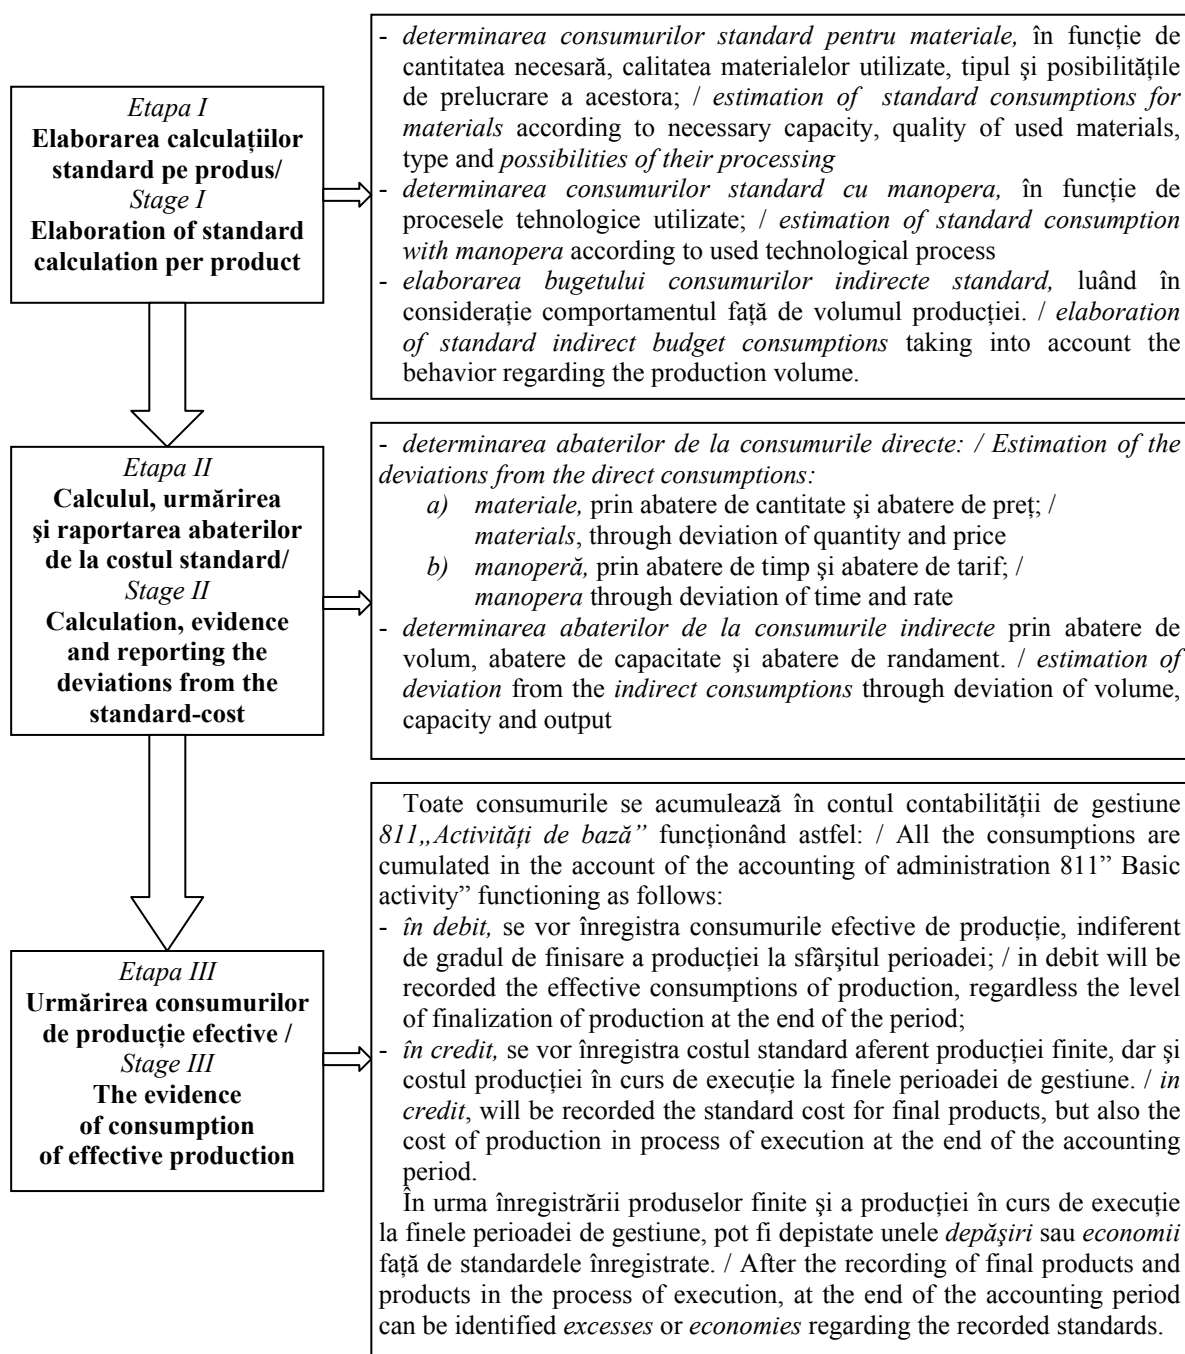 Etapa I
Elaborarea calculațiilor
standard pe produs/
Stage I
Elaboration of standard
calculation per product
- determinarea consumurilor standard pentru materiale, în funcție de
cantitatea necesară, calitatea materialelor utilizate, tipul şi posibilitățile
de prelucrare a acestora; / estimation of standard consumptions for
materials according to necessary capacity, quality of used materials,
type and possibilities of their processing
- determinarea consumurilor standard cu manopera, în funcție de
procesele tehnologice utilizate; / estimation of standard consumption
with manopera according to used technological process
- elaborarea bugetului consumurilor indirecte standard, luând în
considerație comportamentul față de volumul producției. / elaboration
of standard indirect budget consumptions taking into account the
behavior regarding the production volume.
Etapa II
Calculul, urmărirea
şi raportarea abaterilor
de la costul standard/
Stage II
Calculation, evidence
and reporting the
deviations from the
standard-cost
- determinarea abaterilor de la consumurile directe: / Estimation of the
deviations from the direct consumptions:
a) materiale, prin abatere de cantitate şi abatere de preț; /
materials, through deviation of quantity and price
b) manoperă, prin abatere de timp şi abatere de tarif; /
manopera through deviation of time and rate
- determinarea abaterilor de la consumurile indirecte prin abatere de
volum, abatere de capacitate şi abatere de randament. / estimation of
deviation from the indirect consumptions through deviation of volume,
capacity and output
Etapa III
Urmărirea consumurilor
de producție efective /
Stage III
The evidence
of consumption
of effective production
Toate consumurile se acumulează în contul contabilității de gestiune
811„Activități de bază” funcționând astfel: / All the consumptions are
cumulated in the account of the accounting of administration 811” Basic
activity” functioning as follows:
- în debit, se vor înregistra consumurile efective de producție, indiferent
de gradul de finisare a producției la sfârşitul perioadei; / in debit will be
recorded the effective consumptions of production, regardless the level
of finalization of production at the end of the period;
- în credit, se vor înregistra costul standard aferent producției finite, dar şi
costul producției în curs de execuție la finele perioadei de gestiune. / in
credit, will be recorded the standard cost for final products, but also the
cost of production in process of execution at the end of the accounting
period.
În urma înregistrării produselor finite şi a producției în curs de execuție
la finele perioadei de gestiune, pot fi depistate unele depăşiri sau economii
față de standardele înregistrate. / After the recording of final products and
products in the process of execution, at the end of the accounting period
can be identified excesses or economies regarding the recorded standards.